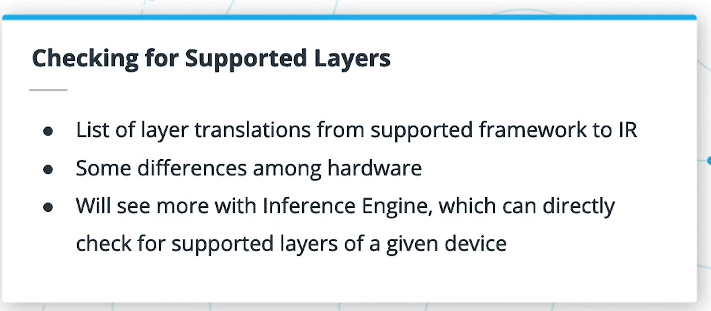 Checking for Supported Layers
● List of layer translations from supported framework to IR
● Some differences among hardware
● Will see more with Inference Engine, which can directly
check for supported layers of a given device